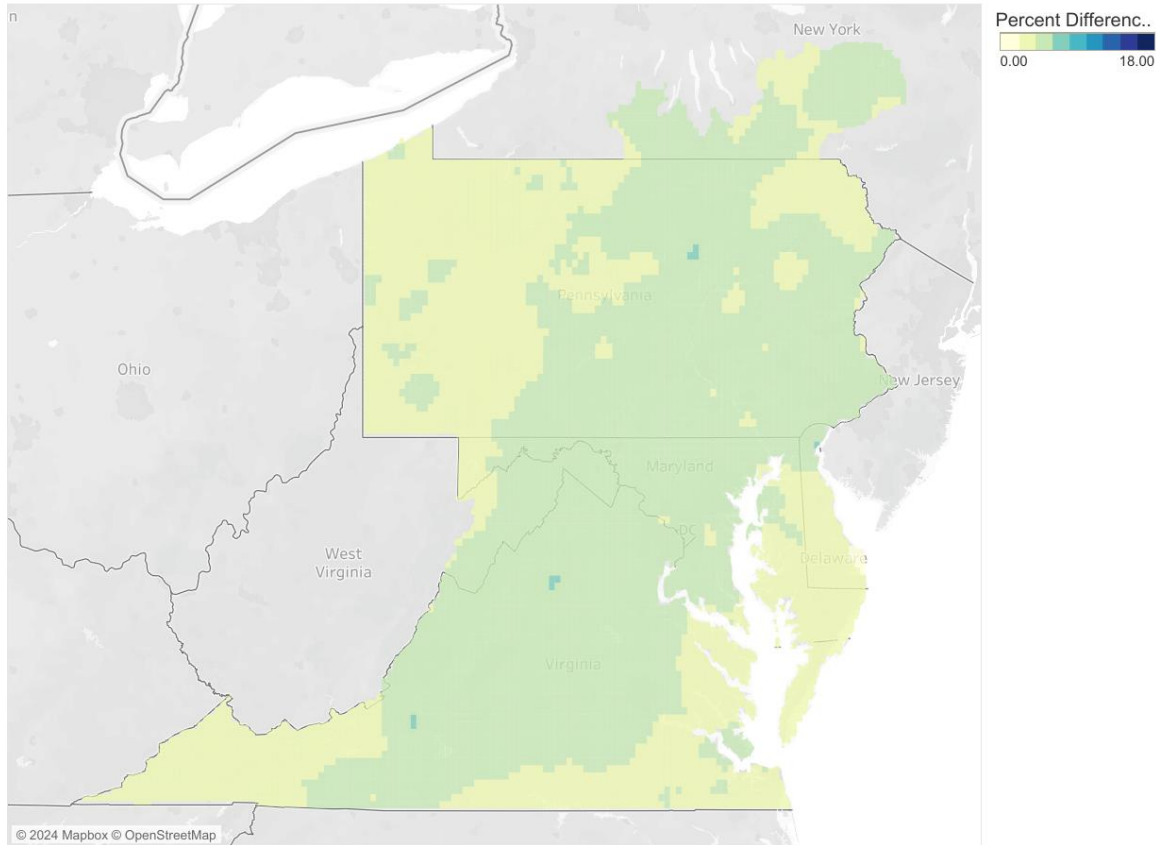 n
New York
Percent Differenc..
0.00
18.00
Pennsylvania
Ohio
New Jersey
Maryland
DC
West
Virginia
Delaware
Virginia
© 2024 Mapbox © OpenStreetMap